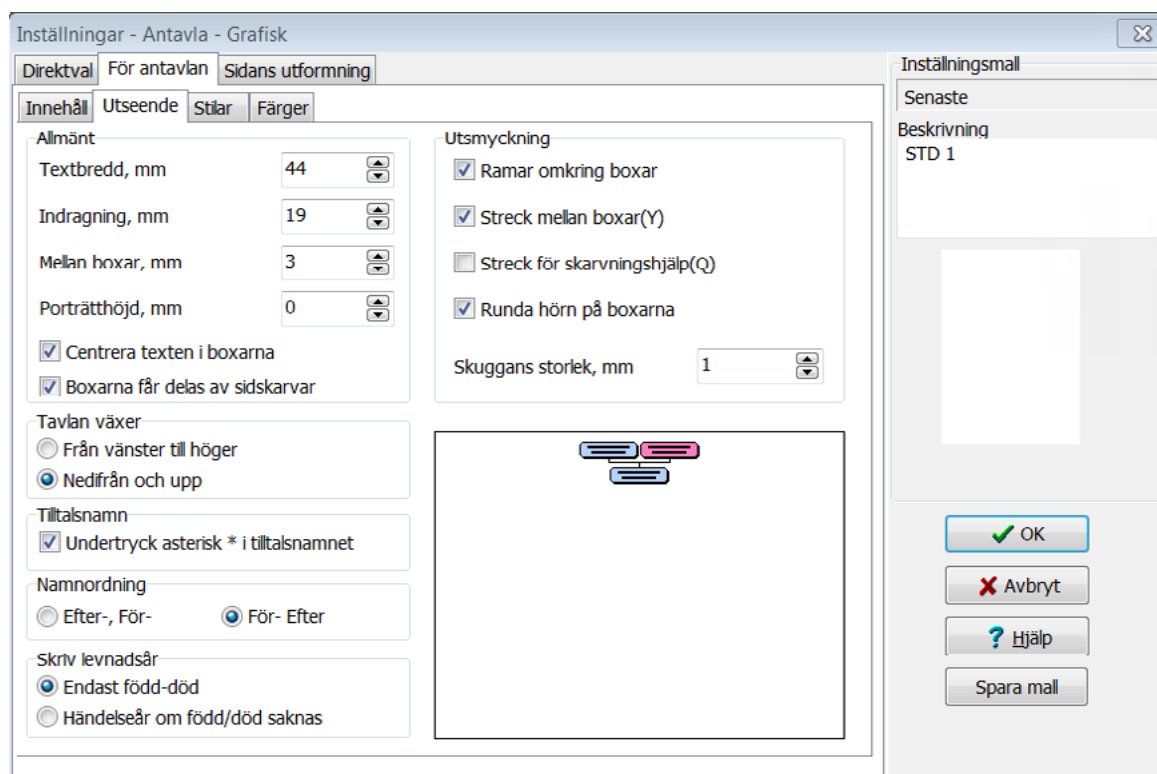 Inställningar - Antavla - Grafisk
Direktval För antavlan Sidans utformning
Innehåll Utseende Stilar Färger
Allmänt
Textbredd, mm 44
Indragning, mm 19
Mellan boxar, mm 3
Porträtthöjd, mm 0
Centrera texten i boxarna
Boxarna får delas av sidskarvar
Tavlan växer
Från vänster till höger
Nedifrån och upp
Tilltalsnamn
Undertryck asterisk * i tilltalsnamnet
Namnordning
Efter-, För- För- Efter
Skriv levnadsår
Endast född-död
Händelseår om född/död saknas
Utsmyckning
Ramar omkring boxar
Streck mellan boxar(Y)
Streck för skarvningshjälp(Q)
Runda hörn på boxarna
Skuggans storlek, mm 1
Inställningsmall
Senaste
Beskrivning
STD 1
OK
Avbryt
? Hjälp
Spara mall